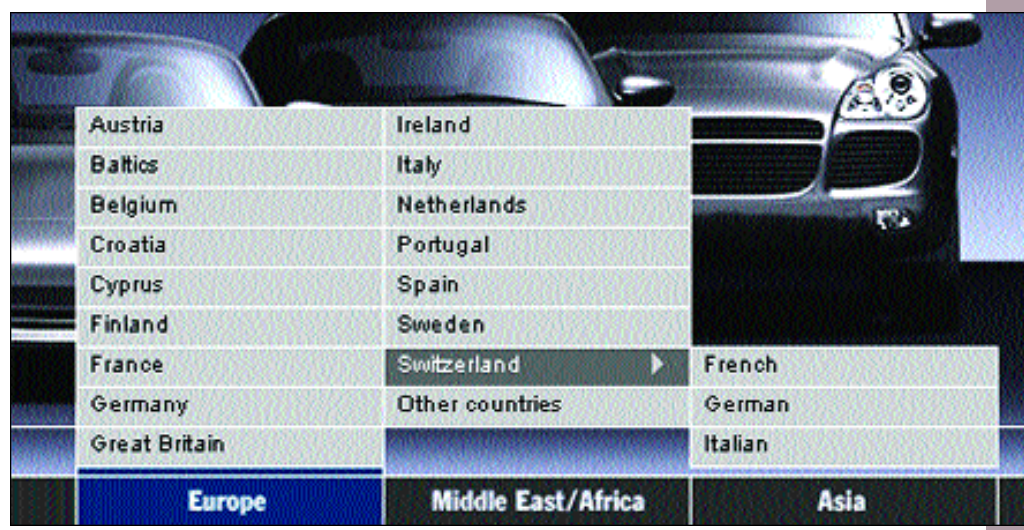 Austria
Baltics
Belgium
Croatia
Cyprus
Finland
France
Germany
Great Britain
Ireland
Italy
Netherlands
Portugal
Spain
Sweden
Switzerland
Other countries
French
German
Italian
Europe
Middle East/Africa
Asia